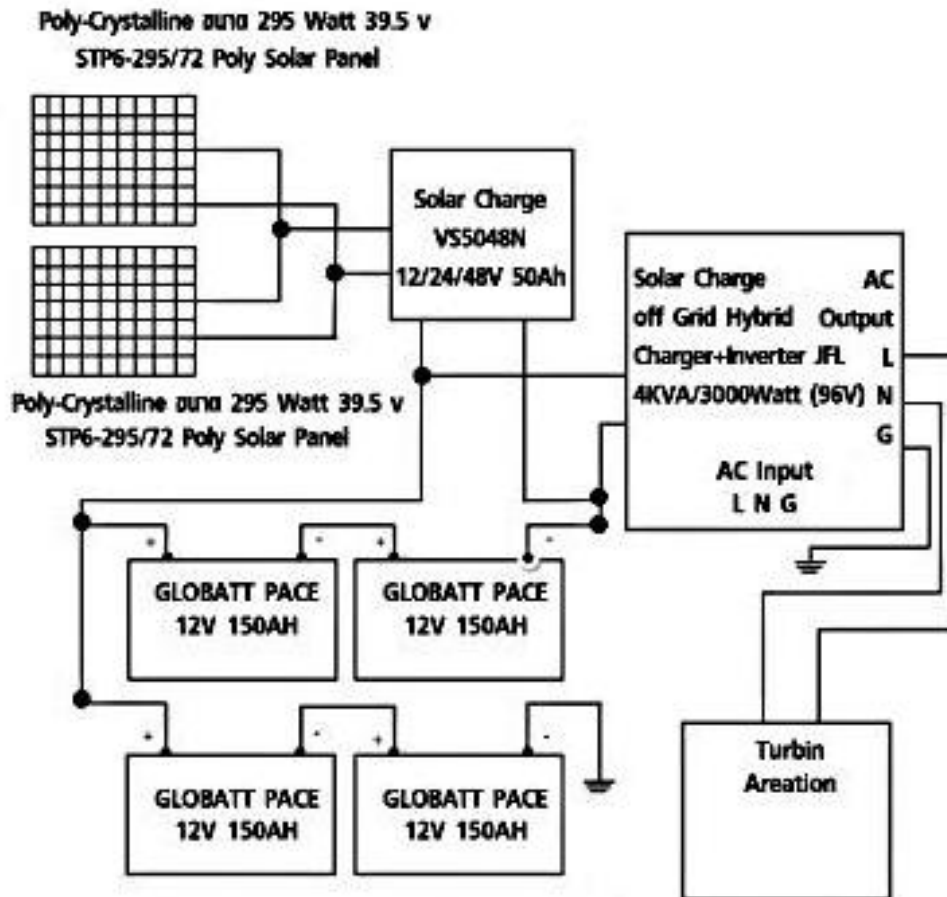 Poly-Crystalline ขนาด 295 Watt 39.5 v
STP6-295/72 Poly Solar Panel
Solar Charge
VS5048N
12/24/48V 50Ah
Solar Charge AC
off Grid Hybrid Output
Charger+Inverter JFL L
4KVA/3000Watt (96V) N
G
AC Input
L N G
Poly-Crystalline ขนาด 295 Watt 39.5 v
STP6-295/72 Poly Solar Panel
+ - + -
GLOBATT PACE GLOBATT PACE
12V 150AH 12V 150AH
+ - + -
GLOBATT PACE GLOBATT PACE
12V 150AH 12V 150AH
Turbin
Areation